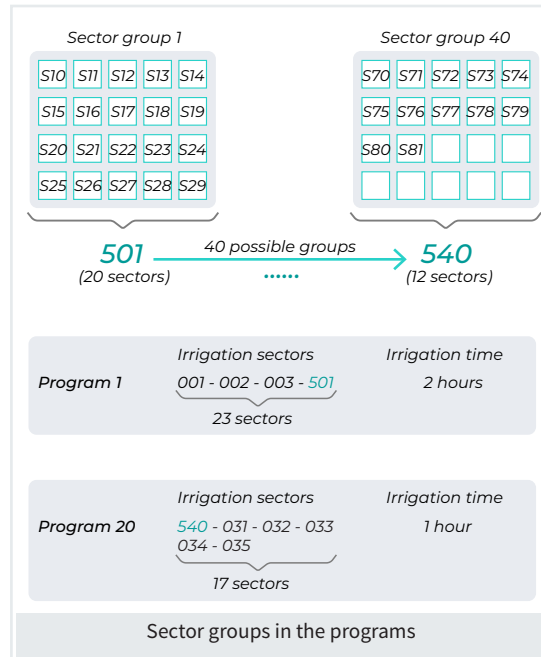 Sector group 1
S10 S11 S12 S13 S14
S15 S16 S17 S18 S19
S20 S21 S22 S23 S24
S25 S26 S27 S28 S29
Sector group 40
S70 S71 S72 S73 S74
S75 S76 S77 S78 S79
S80 S81
501
(20 sectors)
40 possible groups
......
540
(12 sectors)
Irrigation sectors
Irrigation time
Program 1
001 - 002 - 003 - 501
2 hours
23 sectors
Irrigation sectors
Irrigation time
Program 20
540 - 031 - 032 - 033
034 - 035
1 hour
17 sectors
Sector groups in the programs